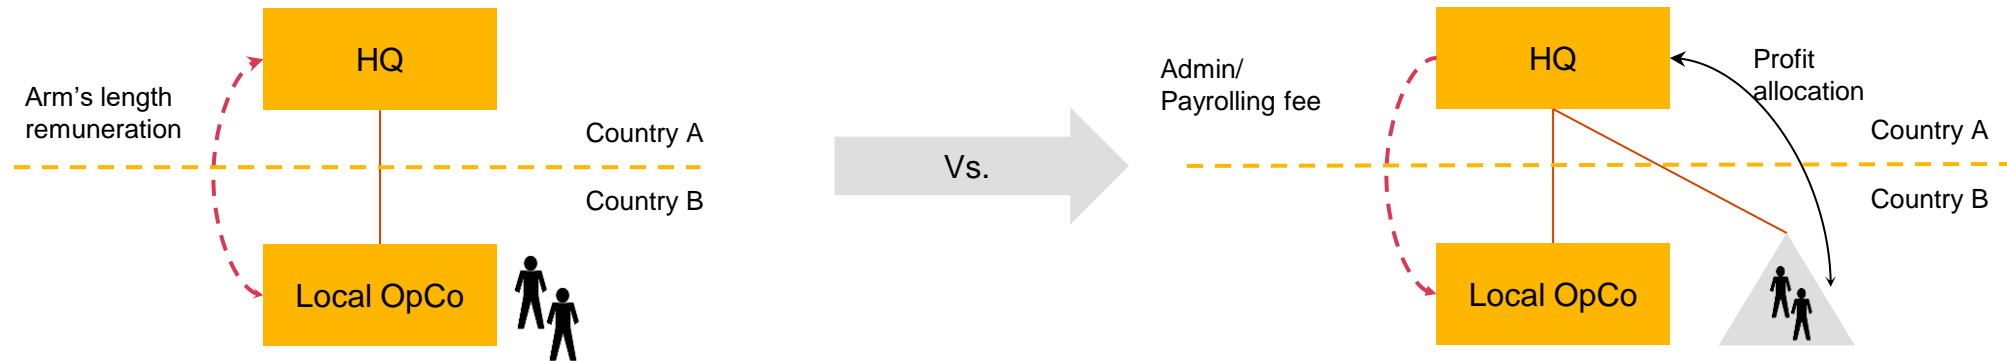 HQ
Arm’s length
remuneration
Country A
Country B
Local OpCo
Vs.
Admin/
Payrolling fee
HQ
Profit
allocation
Country A
Country B
Local OpCo